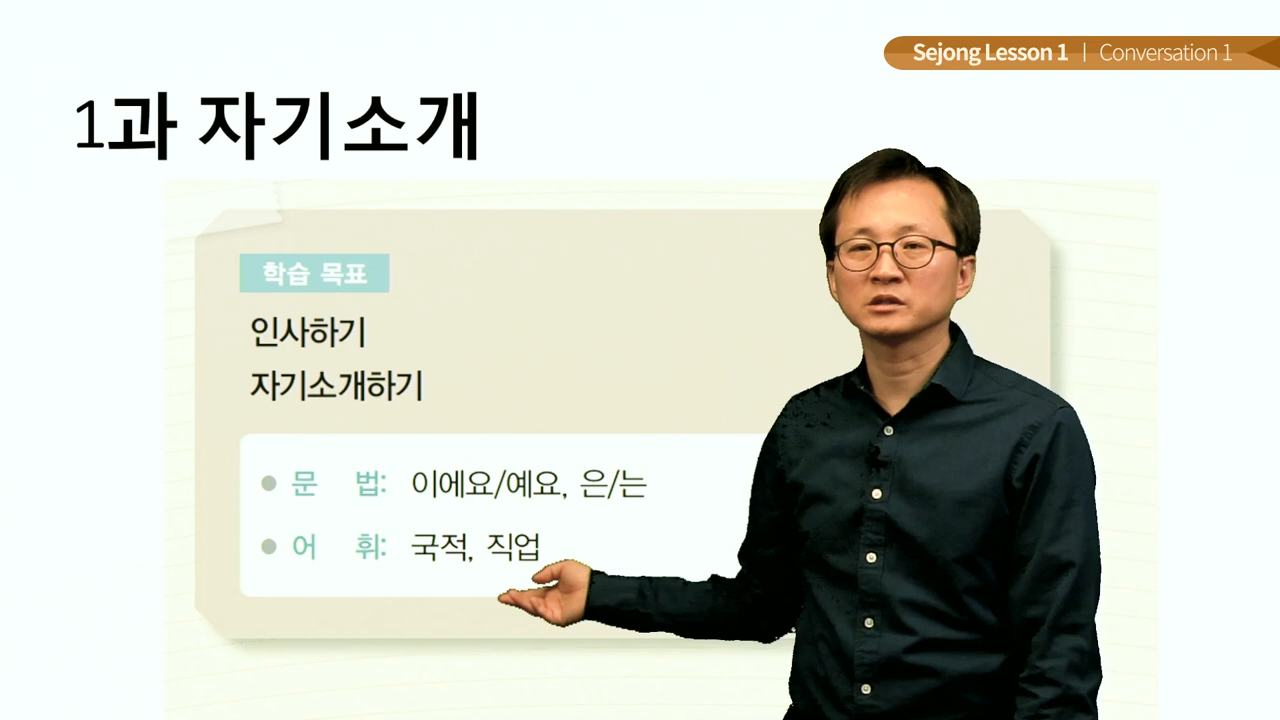 Sejong Lesson 1 | Conversation 1
1과 자기소개
학습 목표
인사하기
자기소개하기
문 법: 이에요/예요, 은/는
어 휘: 국적, 직업